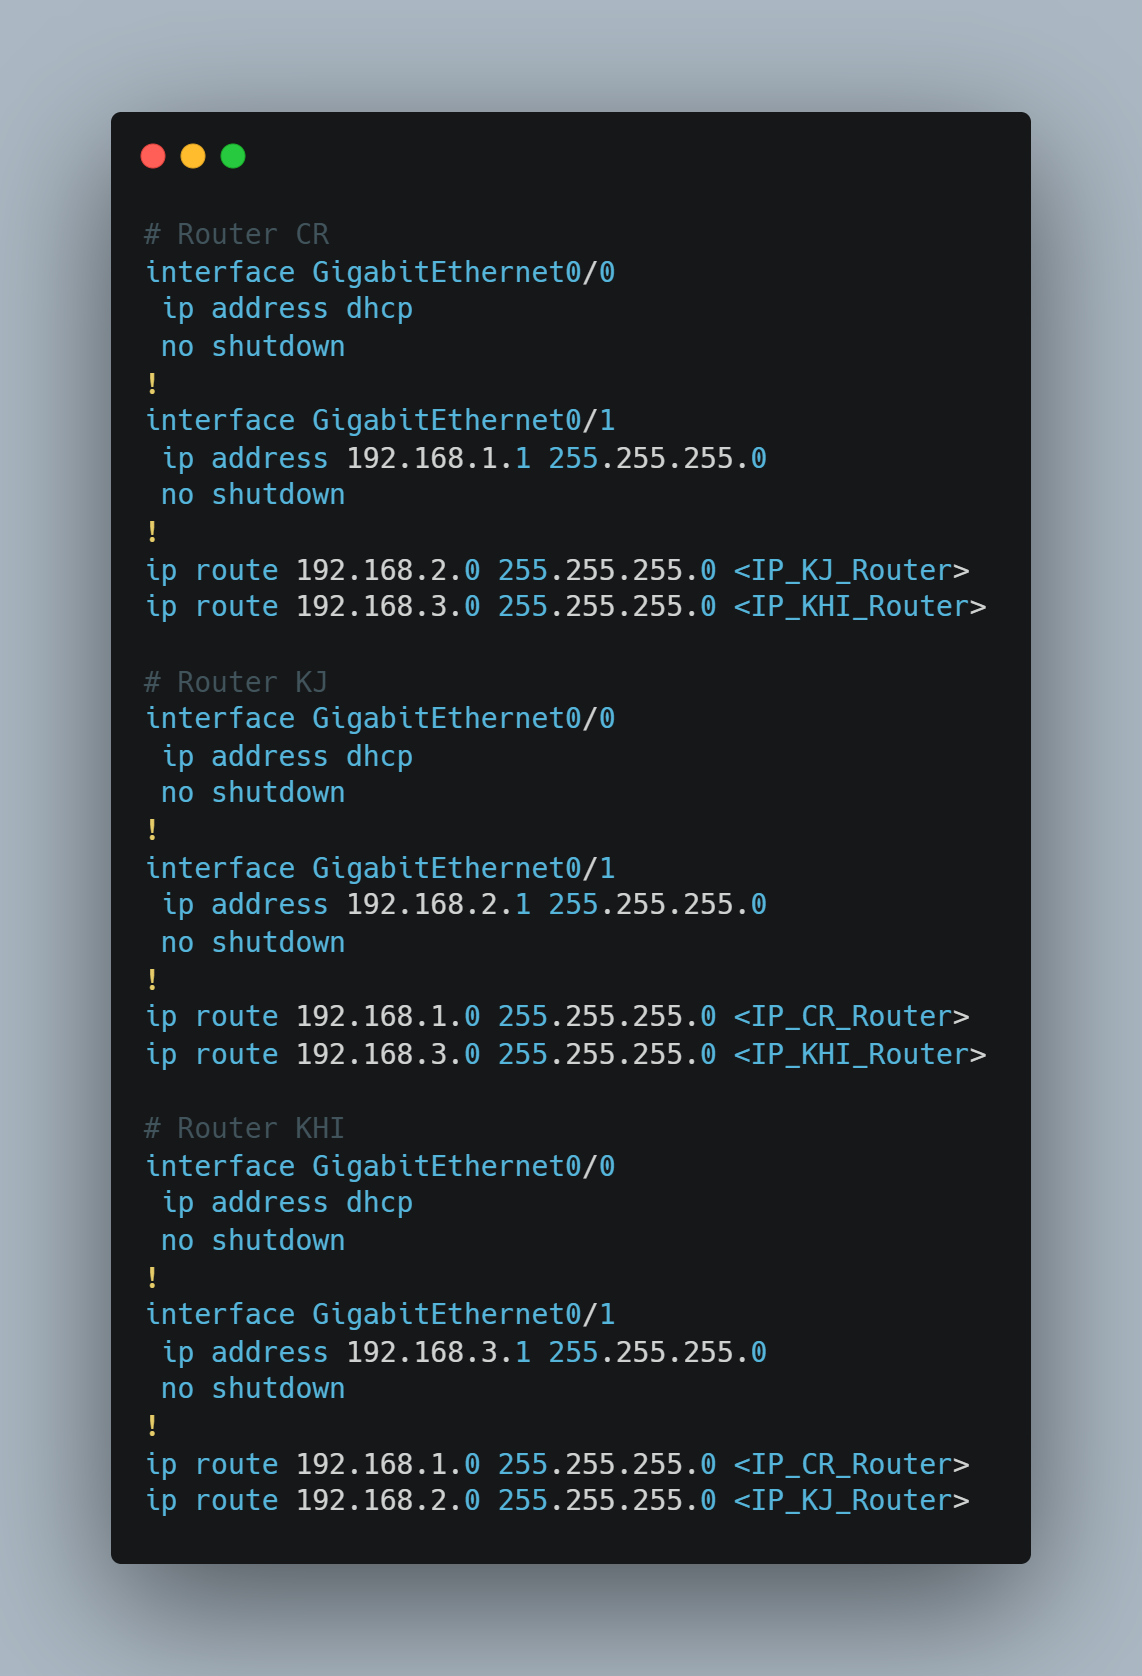 # Router CR
interface GigabitEthernet0/0
 ip address dhcp
 no shutdown
!
interface GigabitEthernet0/1
 ip address 192.168.1.1 255.255.255.0
 no shutdown
!
ip route 192.168.2.0 255.255.255.0 <IP_KJ_Router>
ip route 192.168.3.0 255.255.255.0 <IP_KHI_Router>

# Router KJ
interface GigabitEthernet0/0
 ip address dhcp
 no shutdown
!
interface GigabitEthernet0/1
 ip address 192.168.2.1 255.255.255.0
 no shutdown
!
ip route 192.168.1.0 255.255.255.0 <IP_CR_Router>
ip route 192.168.3.0 255.255.255.0 <IP_KHI_Router>

# Router KHI
interface GigabitEthernet0/0
 ip address dhcp
 no shutdown
!
interface GigabitEthernet0/1
 ip address 192.168.3.1 255.255.255.0
 no shutdown
!
ip route 192.168.1.0 255.255.255.0 <IP_CR_Router>
ip route 192.168.2.0 255.255.255.0 <IP_KJ_Router>